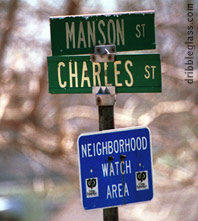 MANSON ST
CHARLES ST
NEIGHBORHOOD
WATCH
AREA
dribbleglass.com